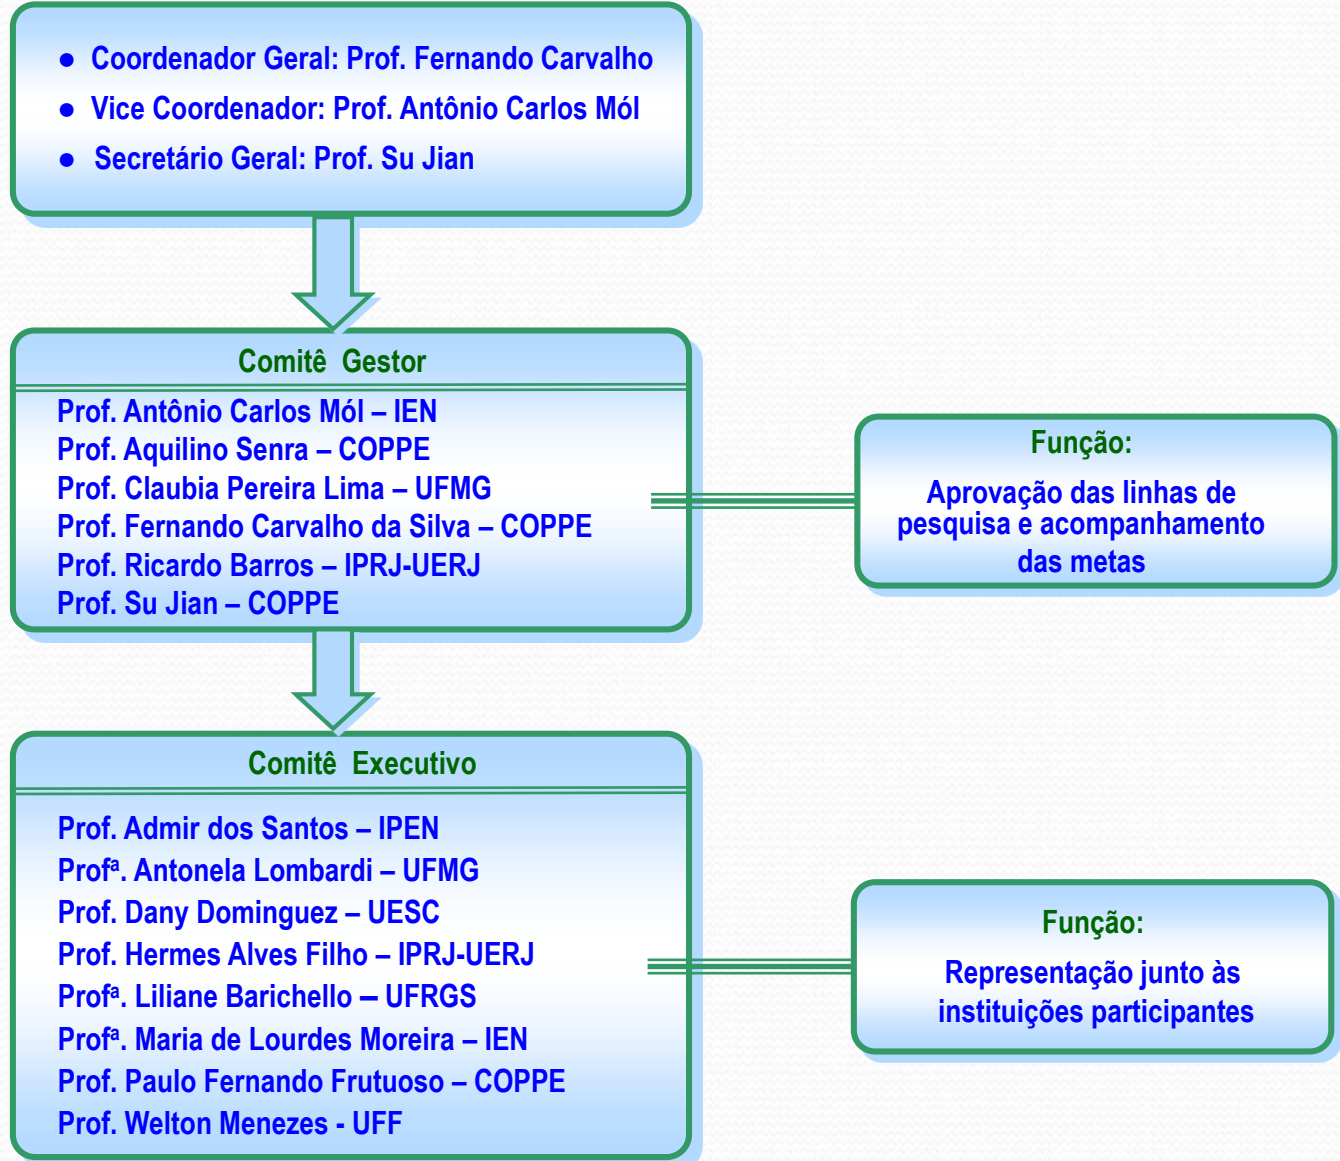 ● Coordenador Geral: Prof. Fernando Carvalho
● Vice Coordenador: Prof. Antônio Carlos Mól
● Secretário Geral: Prof. Su Jian
Comitê Gestor
Prof. Antônio Carlos Mól – IEN
Prof. Aquilino Senra – COPPE
Prof. Claubia Pereira Lima – UFMG
Prof. Fernando Carvalho da Silva – COPPE
Prof. Ricardo Barros – IPRJ-UERJ
Prof. Su Jian – COPPE
Função:
Aprovação das linhas de
pesquisa e acompanhamento
das metas
Comitê Executivo
Prof. Admir dos Santos – IPEN
Profª. Antonela Lombardi – UFMG
Prof. Dany Dominguez – UESC
Prof. Hermes Alves Filho – IPRJ-UERJ
Profª. Liliane Barichello – UFRGS
Profª. Maria de Lourdes Moreira – IEN
Prof. Paulo Fernando Frutuoso – COPPE
Prof. Welton Menezes - UFF
Função:
Representação junto às
instituições participantes